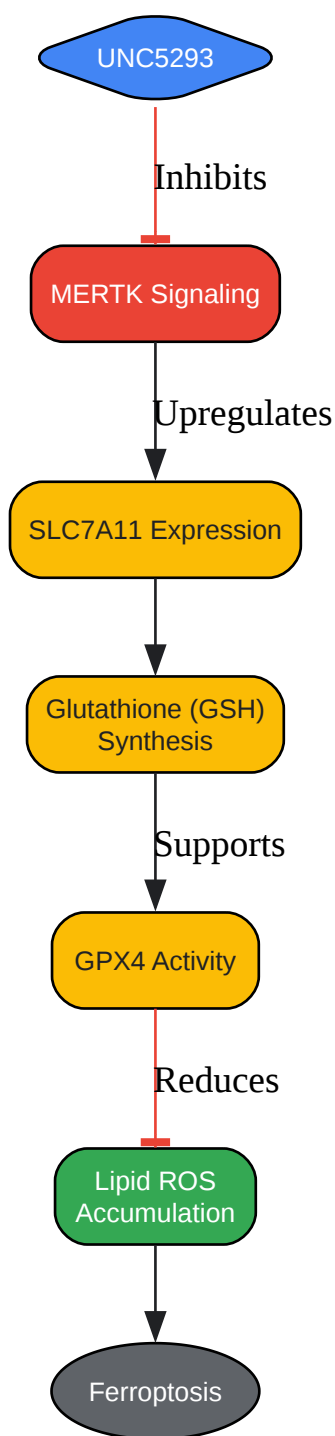 UNC5293
Inhibits
MERTK Signaling
Upregulates
SLC7A11 Expression
Glutathione (GSH)
Synthesis
Supports
GPX4 Activity
Reduces
Lipid ROS
Accumulation
Ferroptosis